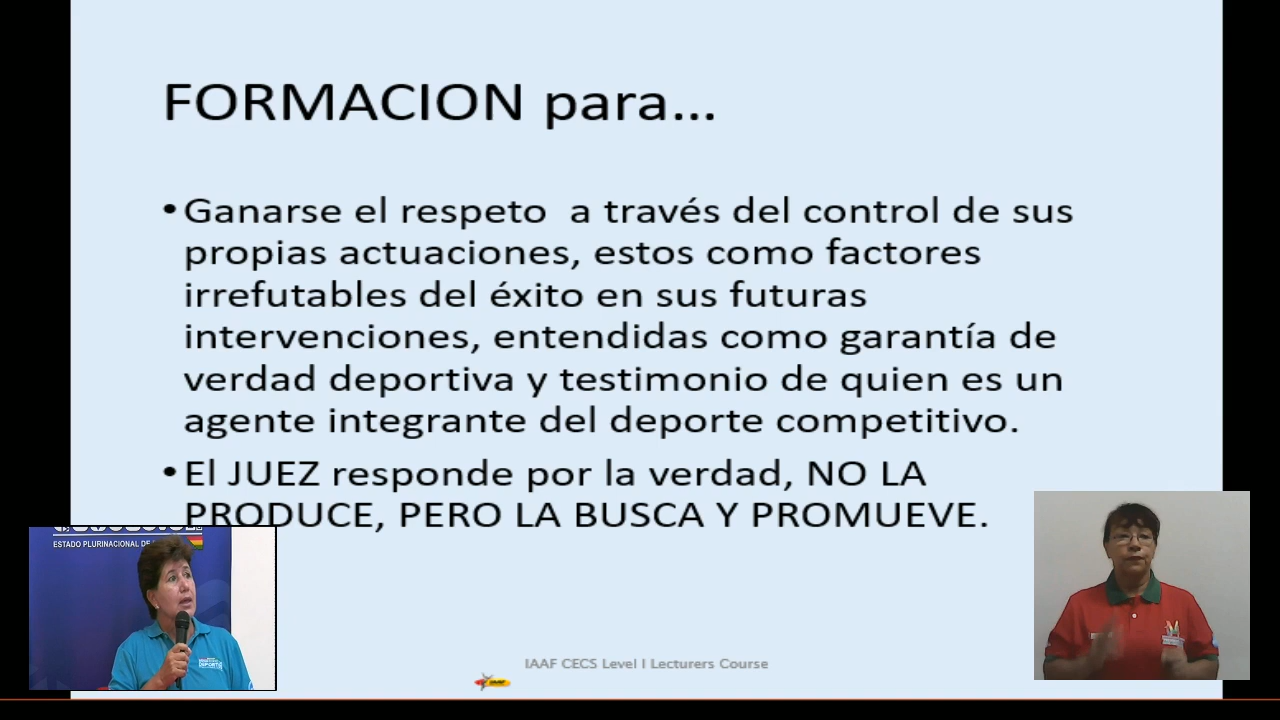 FORMACION para...
•Ganarse el respeto a través del control de sus
propias actuaciones, estos como factores
irrefutables del éxito en sus futuras
intervenciones, entendidas como garantía de
verdad deportiva y testimonio de quien es un
agente integrante del deporte competitivo.
•El JUEZ responde por la verdad, NO LA
PRODUCE, PERO LA BUSCA Y PROMUEVE.
ESTADO PLURINACIONAL DE
IAAF CECS Level I Lecturers Course